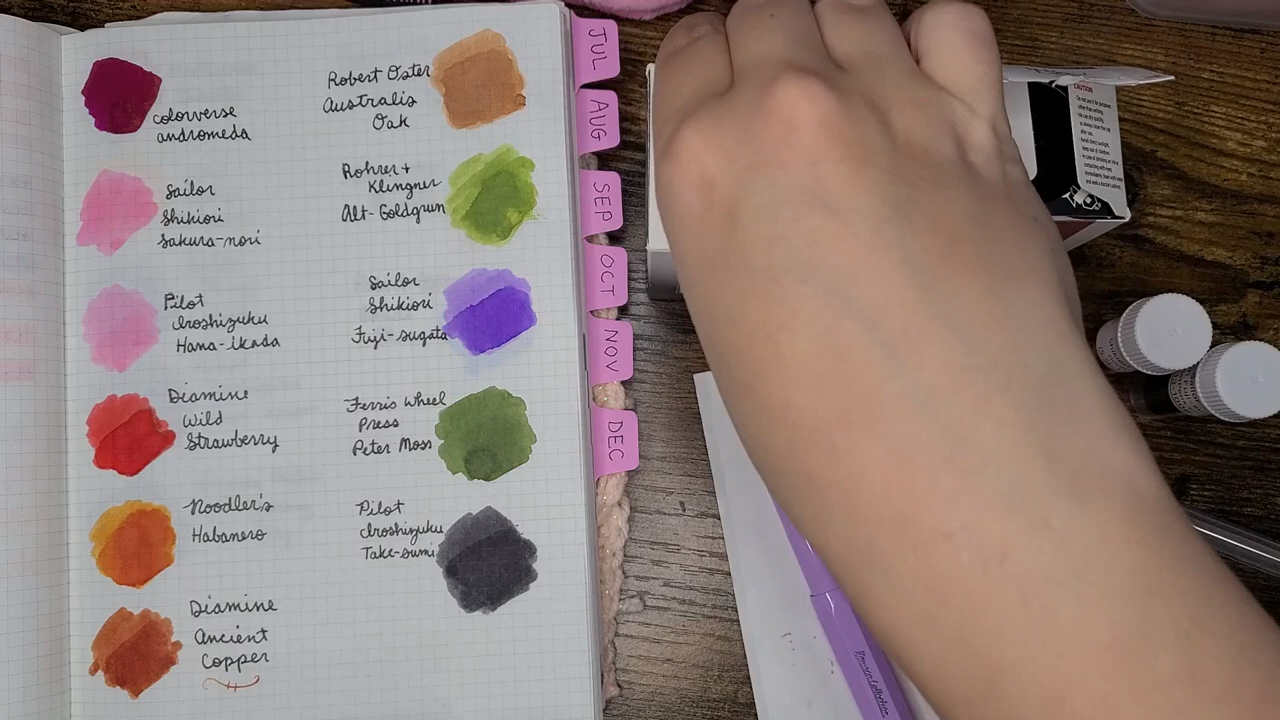 colorverse
andromeda
Sailor
Shikiori
Sakura-mori
Pilot
Iroshizuku
Hana-ikada
Diamine
Wild
Strawberry
Noodler's
Habanero
Diamine
Ancient
Copper
Robert Oster
Australis
Oak
Rohrer +
Klingner
Alt-Goldgrun
Sailor
Shikiori
Fuji-sugata
Ferris Wheel
Press
Peter Moss
Pilot
Iroshizuku
Take-sumi
JUL
AUG
SEP
OCT
NOV
DEC
CAUTION